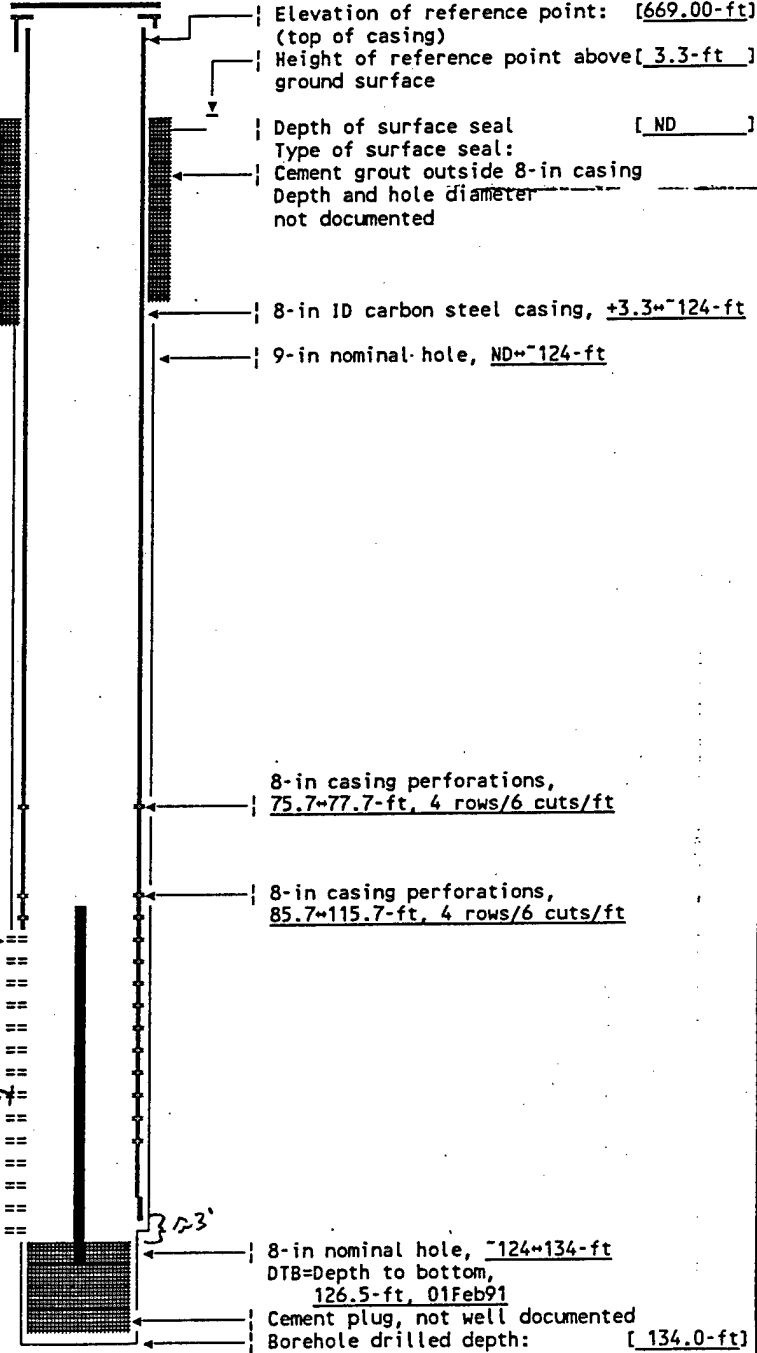 Elevation of reference point: [669.00-ft]
(top of casing)
Height of reference point above[ 3.3-ft ]
ground surface
Depth of surface seal [ ND ]
Type of surface seal:
Cement grout outside 8-in casing
Depth and hole diameter
not documented
8-in ID carbon steel casing, +3.3↔~124-ft
9-in nominal hole, ND↔~124-ft
8-in casing perforations,
75.7↔77.7-ft, 4 rows/6 cuts/ft
8-in casing perforations,
85.7↔115.7-ft, 4 rows/6 cuts/ft
8-in nominal hole, ~124↔134-ft
DTB=Depth to bottom,
126.5-ft, 01Feb91
Cement plug, not well documented
Borehole drilled depth: [ 134.0-ft]